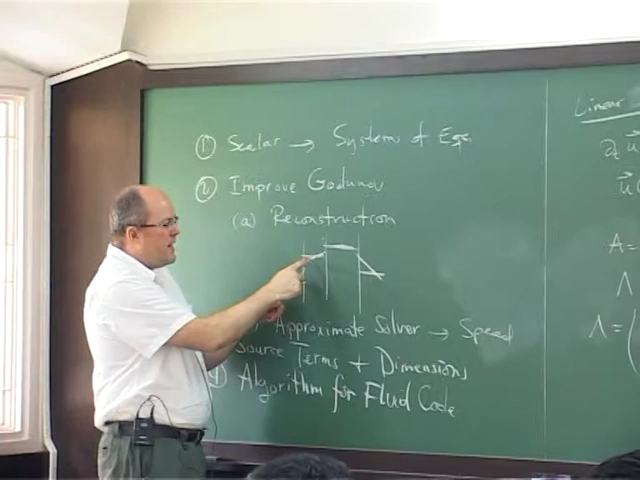 ① Scalar → System of Eqs.
② Improve Godunov
(a) Reconstruction
Approximate Solver → Speed
Source Terms + Dimensions
Algorithm for Fluid Code
Linear
∂t u
u(
A =
Λ
Λ = (